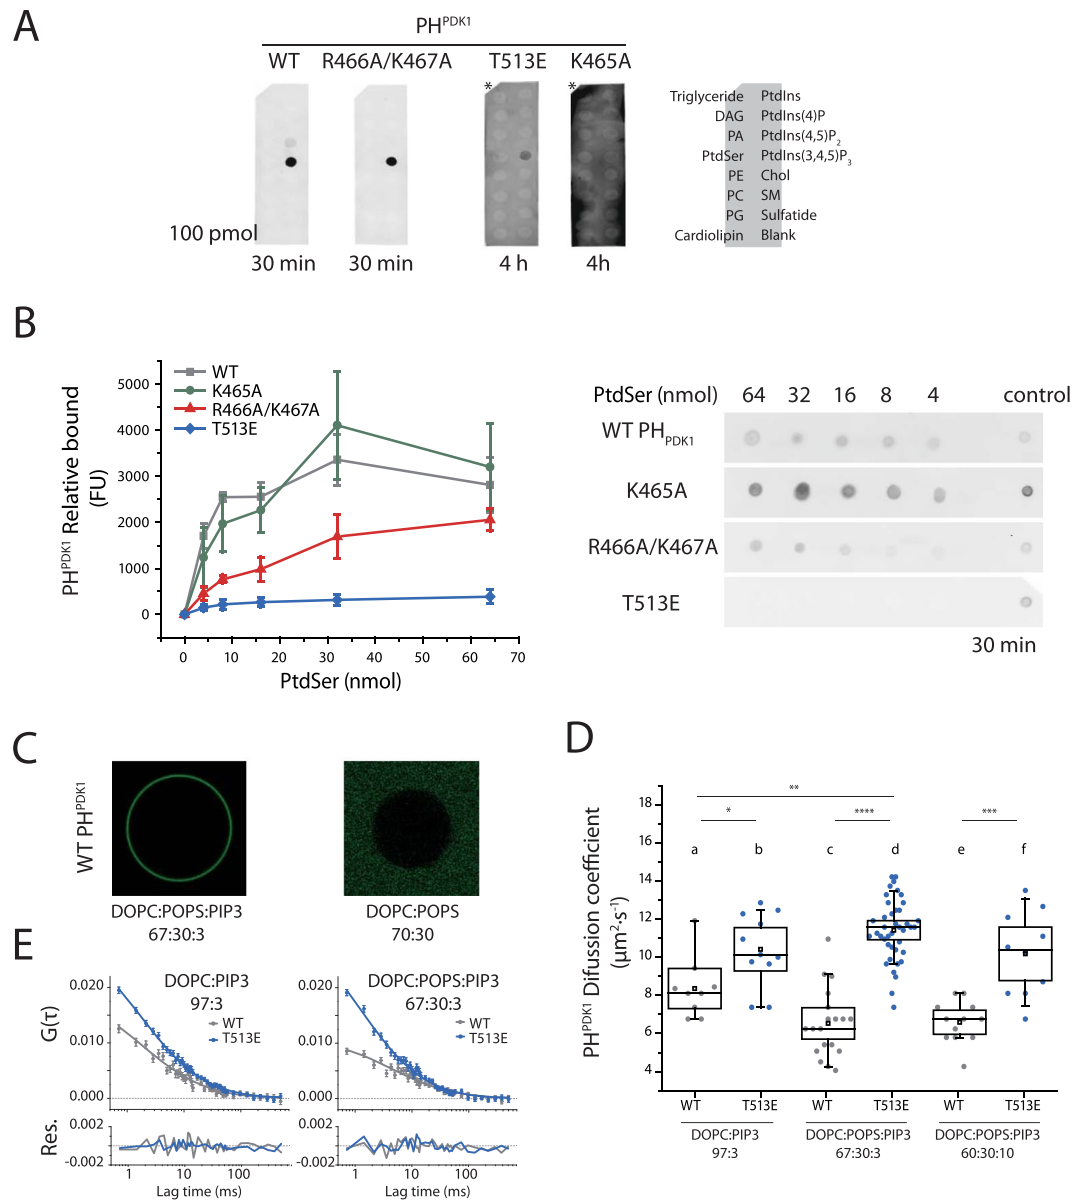 A
PH^PDK1
WT R466A/K467A T513E K465A
* *
100 pmol
30 min 30 min 4 h 4h
Triglyceride PtdIns
DAG PtdIns(4)P
PA PtdIns(4,5)P2
PtdSer PtdIns(3,4,5)P3
PE Chol
PC SM
PG Sulfatide
Cardiolipin Blank
B
PH^PDK1 Relative bound
(FU)
5000
4000
3000
2000
1000
0
WT
K465A
R466A/K467A
T513E
0 10 20 30 40 50 60 70
PtdSer (nmol)
PtdSer (nmol) 64 32 16 8 4 control
WT PH_PDK1
K465A
R466A/K467A
T513E
30 min
C
WT PH^PDK1
DOPC:POPS:PIP3
67:30:3
DOPC:POPS
70:30
D
PH^PDK1 Difussion coefficient
(μm²·s⁻¹)
18
16
14
12
10
8
6
4
**
* **** ***
a b c d e f
WT T513E WT T513E WT T513E
DOPC:PIP3 DOPC:POPS:PIP3 DOPC:POPS:PIP3
97:3 67:30:3 60:30:10
E
G(τ)
0.020
0.010
0.000
DOPC:PIP3
97:3
WT
T513E
0.020
0.010
0.000
DOPC:POPS:PIP3
67:30:3
WT
T513E
Res.
0.002
-0.002
1 10 100
Lag time (ms)
0.002
-0.002
1 10 100
Lag time (ms)